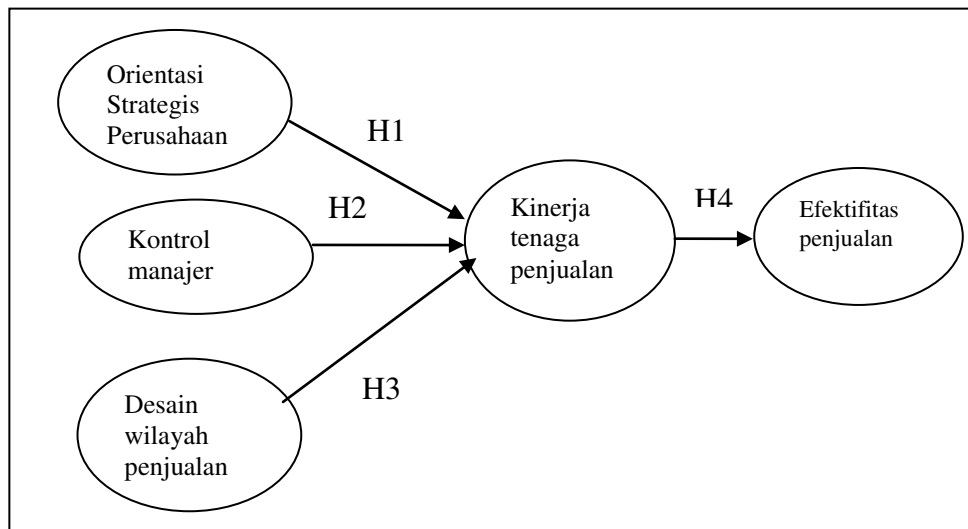 Orientasi
Strategis
Perusahaan
H1
H2
Kontrol
manajer
Desain
wilayah
penjualan
H3
Kinerja
tenaga
penjualan
H4
Efektifitas
penjualan